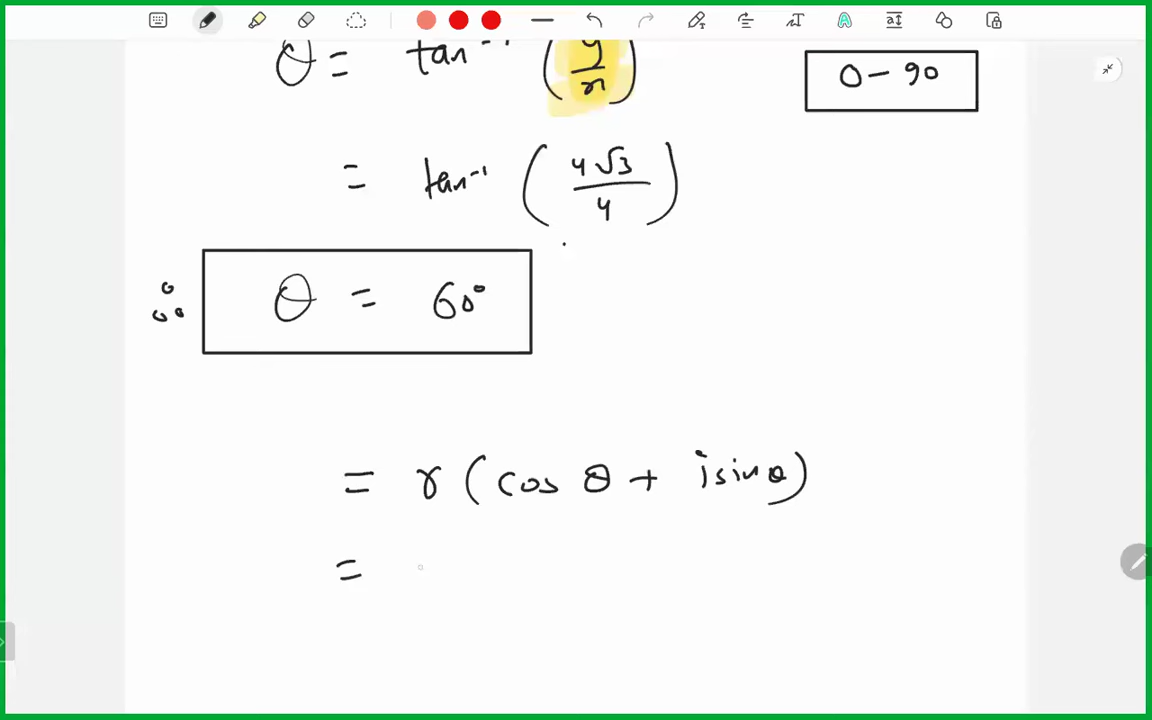 θ = tan⁻¹ (y/x)
0 - 90
= tan⁻¹ (4√3/4)
∴ θ = 60°
= r (cos θ + i sin θ)
=